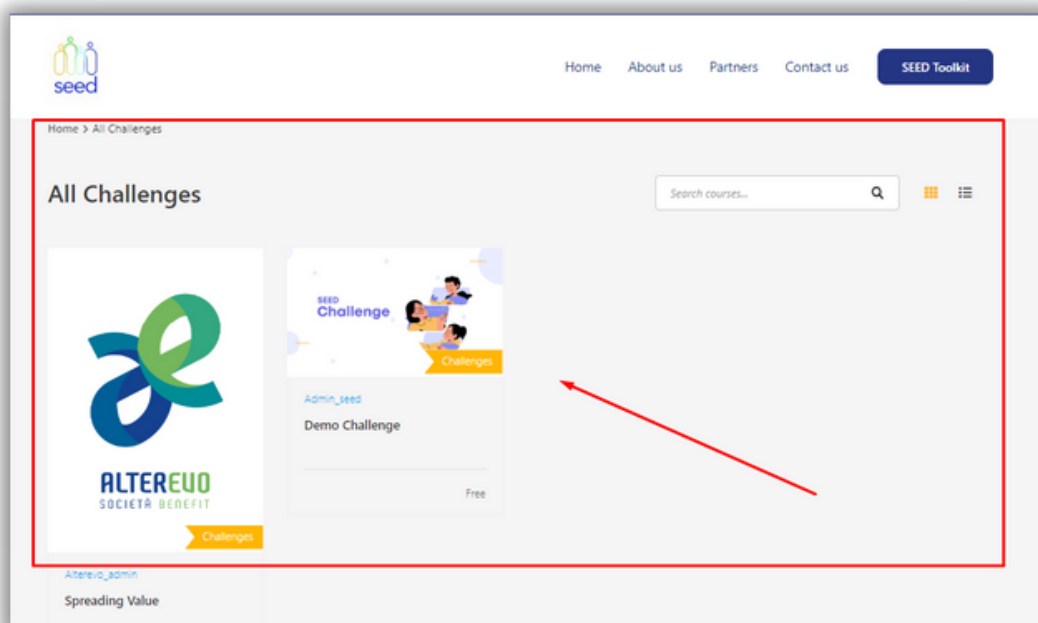 seed
Home About us Partners Contact us SEED Toolkit
Home > All Challenges
All Challenges
Search courses...
ALTEREVO
SOCIETÀ BENEFIT
Challenges
Alterevo_admin
Spreading Value
SEED
Challenge
Challenges
Admin_seed
Demo Challenge
Free